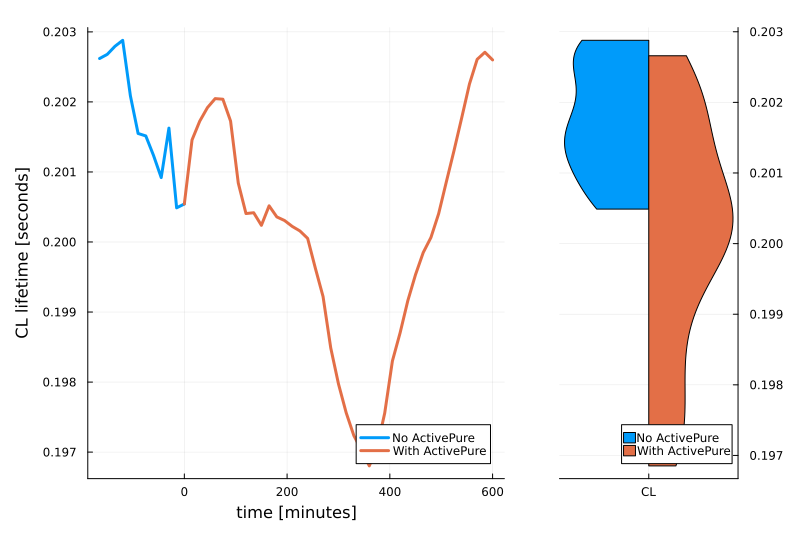 0.203
0.202
0.201
0.200
0.199
0.198
0.197
CL lifetime [seconds]
0
200
400
600
time [minutes]
No ActivePure
With ActivePure
0.203
0.202
0.201
0.200
0.199
0.198
0.197
CL
No ActivePure
With ActivePure